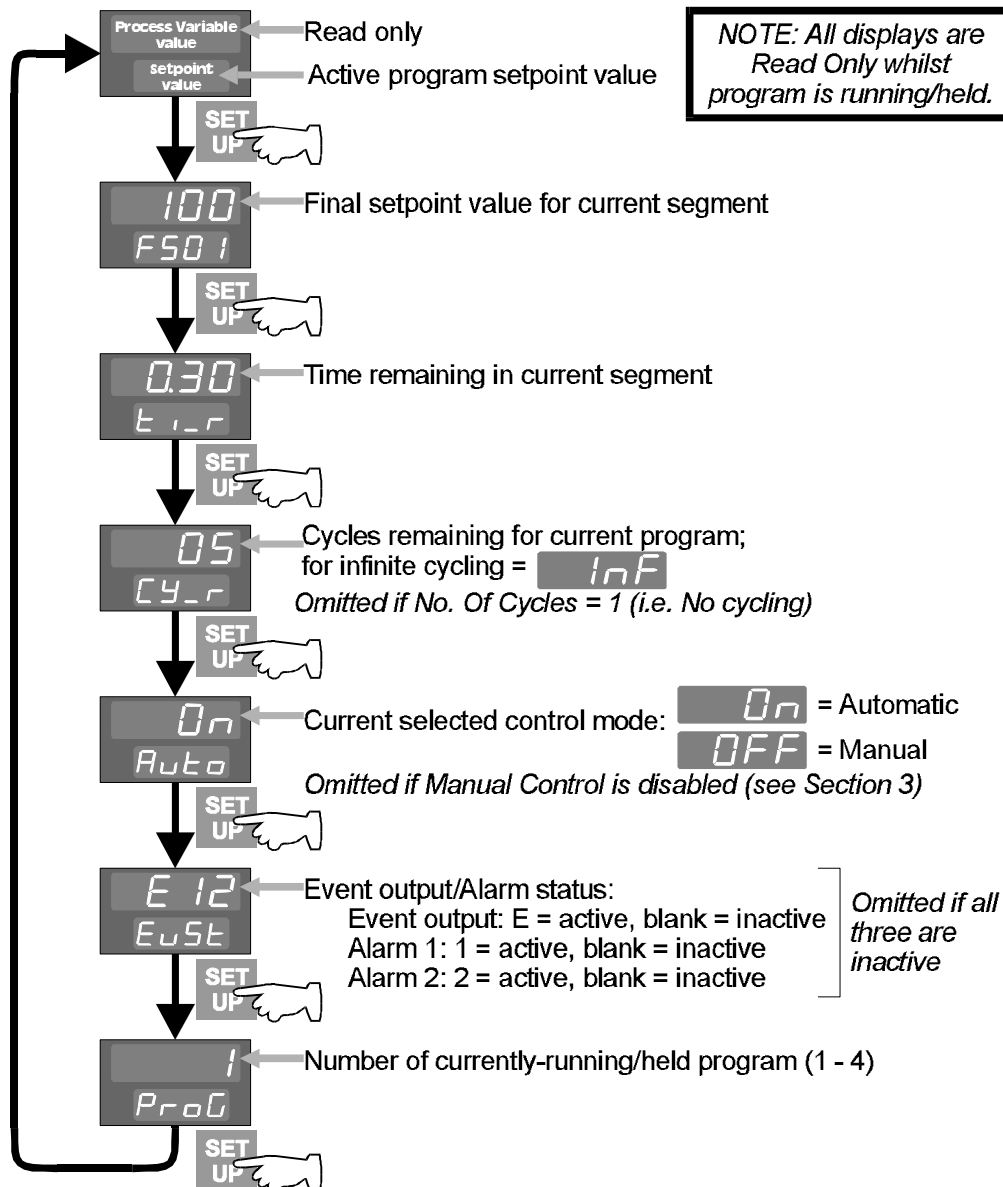 Process Variable
value
Read only
Setpoint
value
Active program setpoint value
NOTE: All displays are
Read Only whilst
program is running/held.
SET
UP
100
FS01
Final setpoint value for current segment
SET
UP
0.30
ti_r
Time remaining in current segment
SET
UP
05
CY_r
Cycles remaining for current program;
for infinite cycling = InF
Omitted if No. Of Cycles = 1 (i.e. No cycling)
SET
UP
On
Auto
Current selected control mode: On = Automatic
OFF = Manual
Omitted if Manual Control is disabled (see Section 3)
SET
UP
E12
EuSt
Event output/Alarm status:
Event output: E = active, blank = inactive
Alarm 1: 1 = active, blank = inactive
Alarm 2: 2 = active, blank = inactive
Omitted if all
three are
inactive
SET
UP
1
ProG
Number of currently-running/held program (1 - 4)
SET
UP